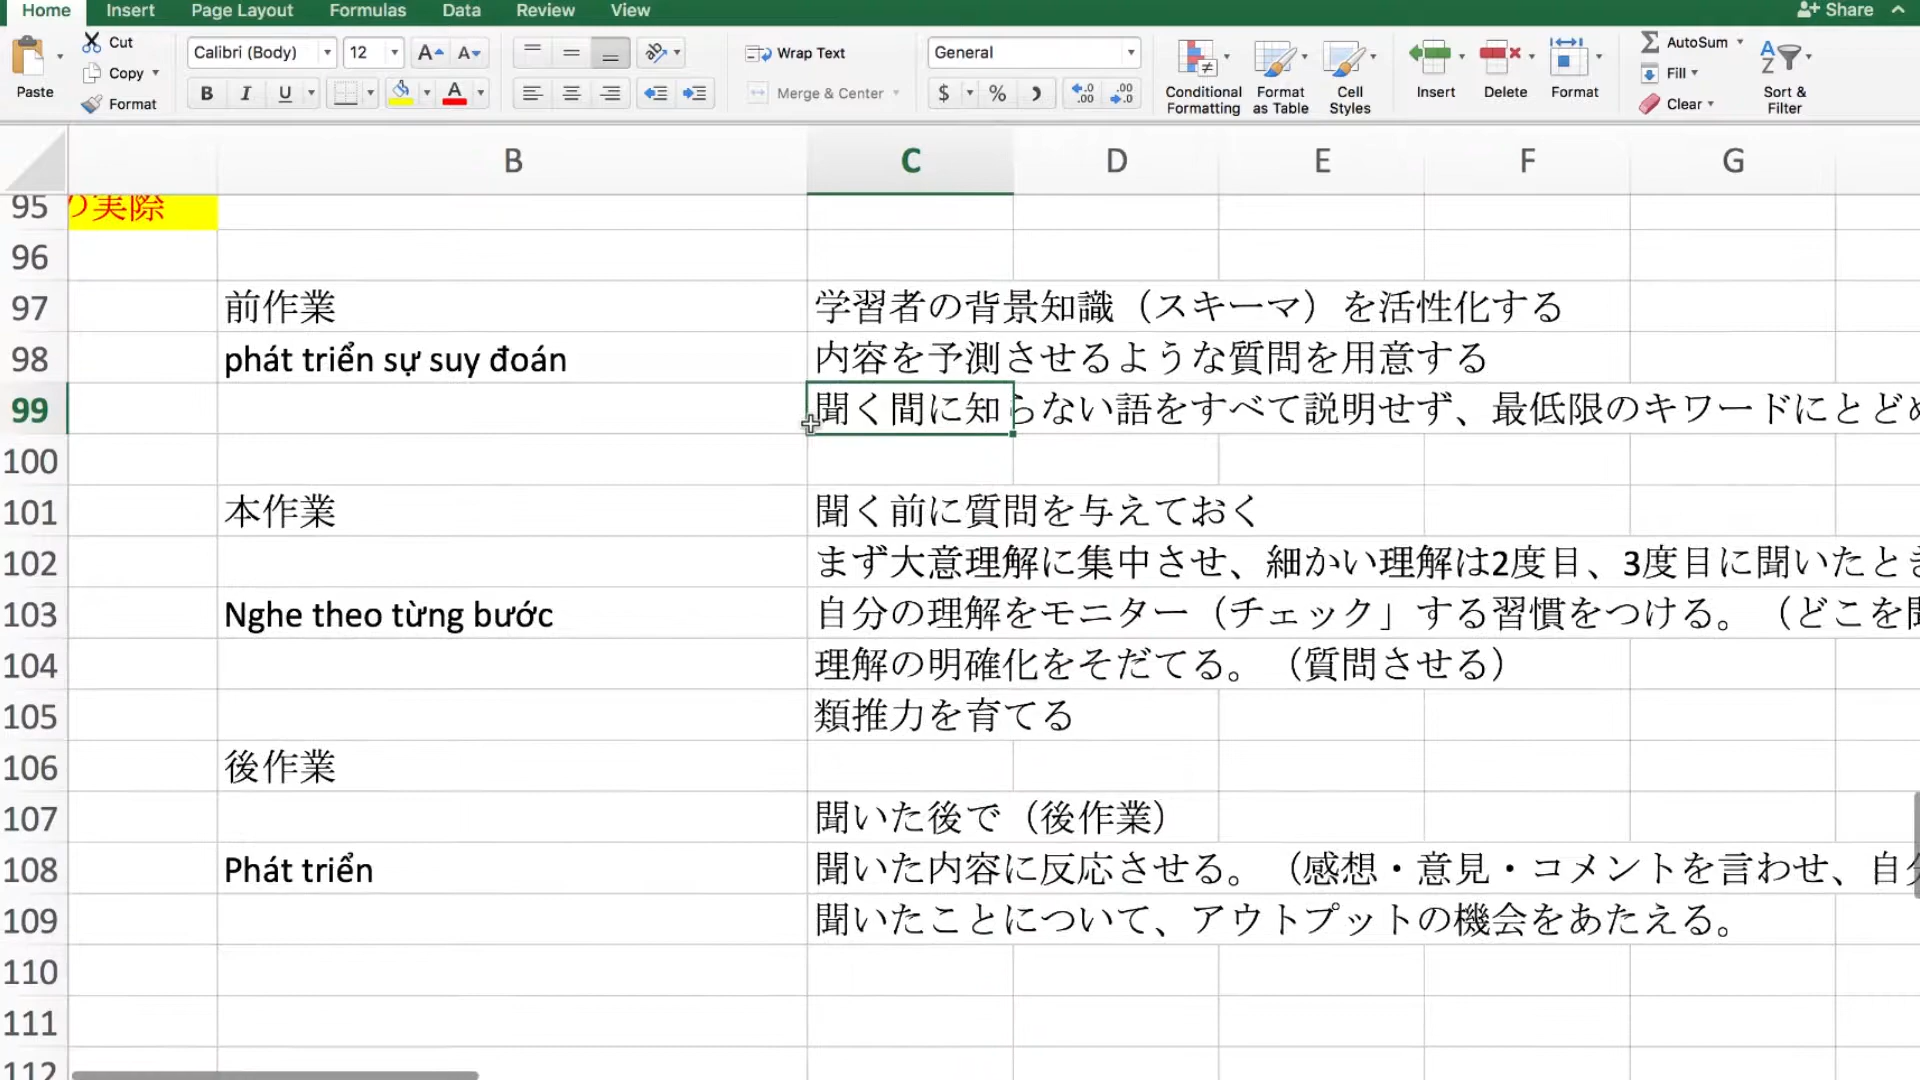 Home Insert Page Layout Formulas Data Review View Share
Cut
Calibri (Body) 12 A A Wrap Text General AutoSum
Copy Fill
Paste Format B I U A Merge & Center $ % Conditional Formatting Format as Table Cell Styles Insert Delete Format Clear Sort & Filter
B C D E F G
95 実際
96
97 前作業 学習者の背景知識（スキーマ）を活性化する
98 phát triển sự suy đoán 内容を予測させるような質問を用意する
99 聞く間に知らない語をすべて説明せず、最低限のキワードにとどめ
100
101 本作業 聞く前に質問を与えておく
102 まず大意理解に集中させ、細かい理解は2度目、3度目に聞いたとき
103 Nghe theo từng bước 自分の理解をモニター（チェック」する習慣をつける。（どこを聞
104 理解の明確化をそだてる。（質問させる）
105 類推力を育てる
106 後作業
107 聞いた後で（後作業）
108 Phát triển 聞いた内容に反応させる。（感想・意見・コメントを言わせ、自分
109 聞いたことについて、アウトプットの機会をあたえる。
110
111
112